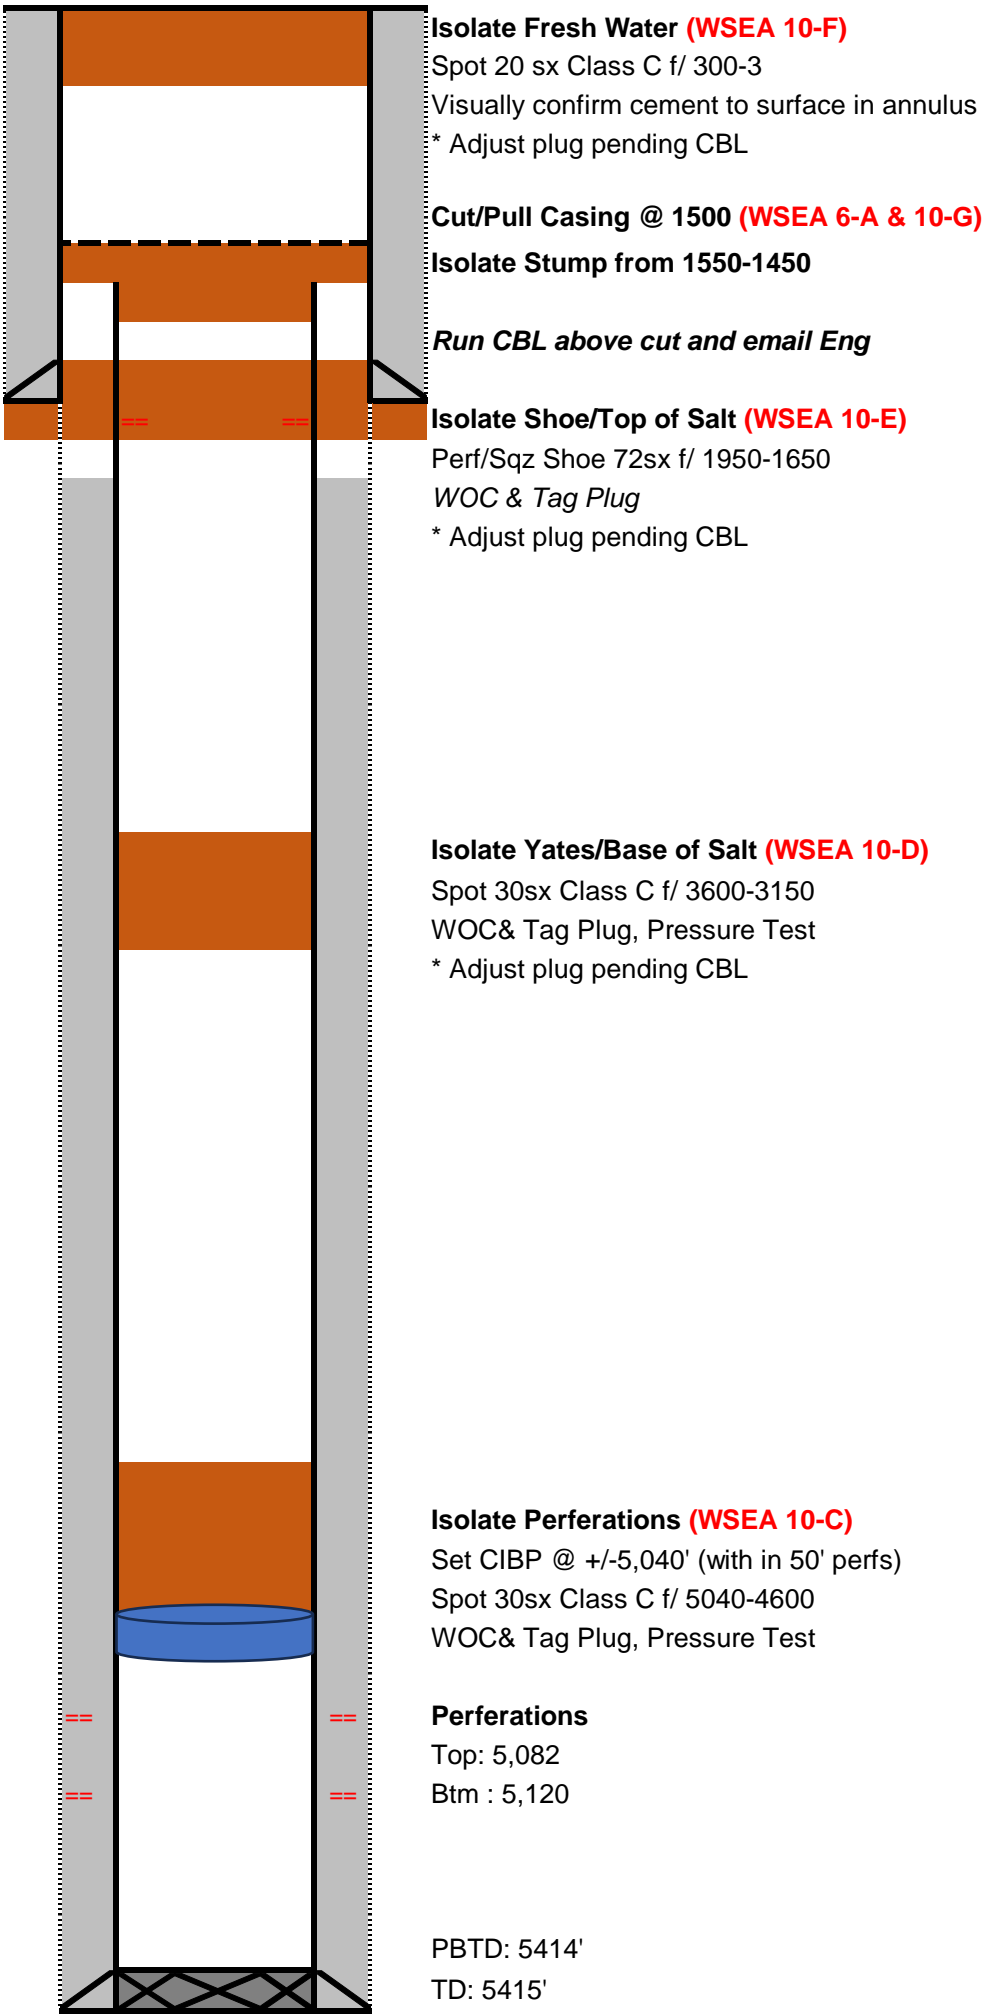 Isolate Fresh Water (WSEA 10-F)
Spot 20 sx Class C f/ 300-3
Visually confirm cement to surface in annulus
* Adjust plug pending CBL
Cut/Pull Casing @ 1500 (WSEA 6-A & 10-G)
Isolate Stump from 1550-1450
Run CBL above cut and email Eng
== ==
Isolate Shoe/Top of Salt (WSEA 10-E)
Perf/Sqz Shoe 72sx f/ 1950-1650
WOC & Tag Plug
* Adjust plug pending CBL
Isolate Yates/Base of Salt (WSEA 10-D)
Spot 30sx Class C f/ 3600-3150
WOC& Tag Plug, Pressure Test
* Adjust plug pending CBL
Isolate Perferations (WSEA 10-C)
Set CIBP @ +/-5,040' (with in 50' perfs)
Spot 30sx Class C f/ 5040-4600
WOC& Tag Plug, Pressure Test
== ==
Perferations
Top: 5,082
== ==
Btm : 5,120
PBTD: 5414'
TD: 5415'